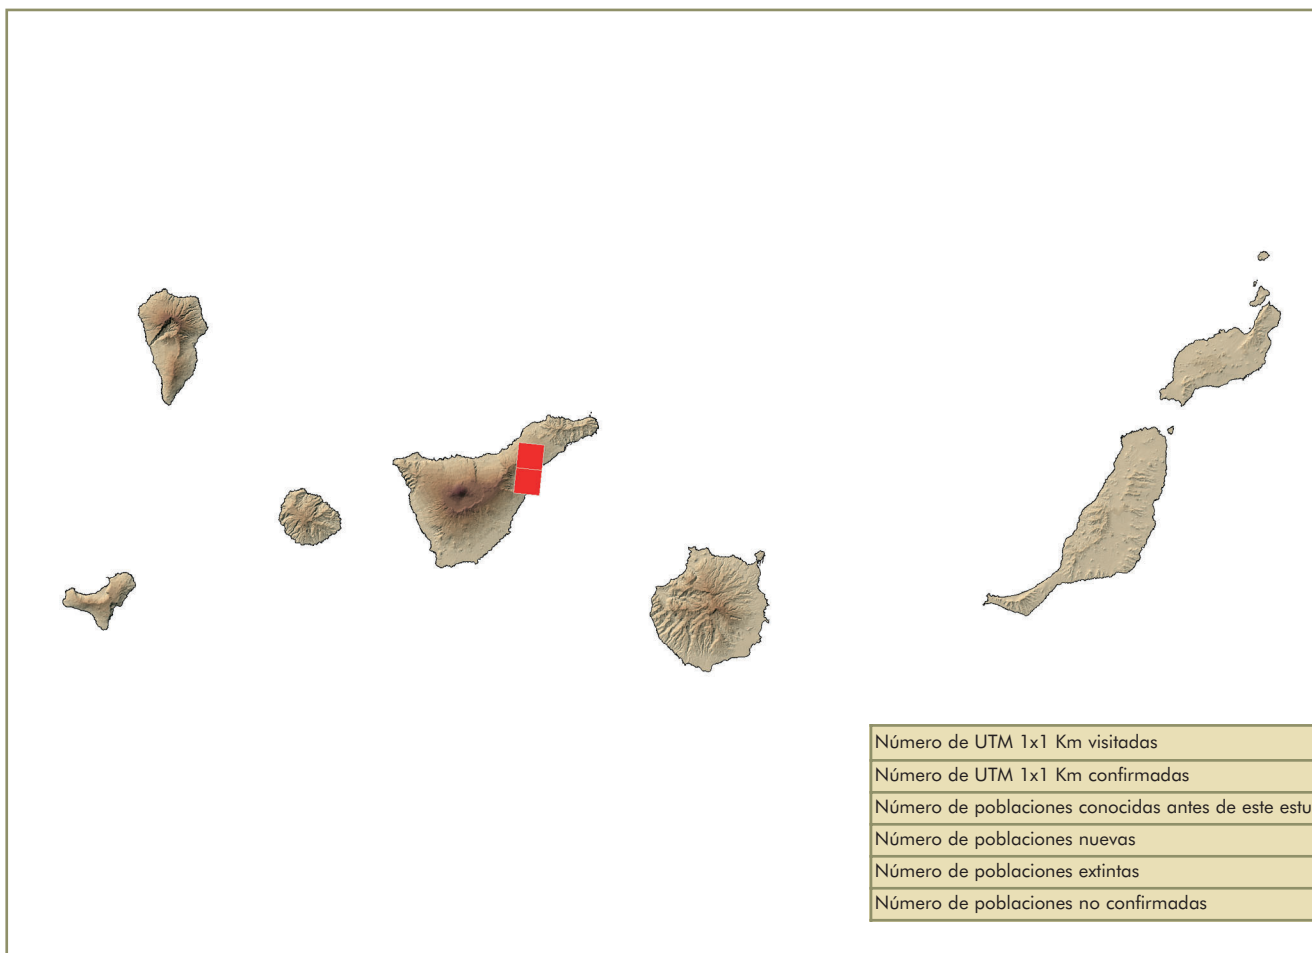 Número de UTM 1x1 Km visitadas
Número de UTM 1x1 Km confirmadas
Número de poblaciones conocidas antes de este estu
Número de poblaciones nuevas
Número de poblaciones extintas
Número de poblaciones no confirmadas